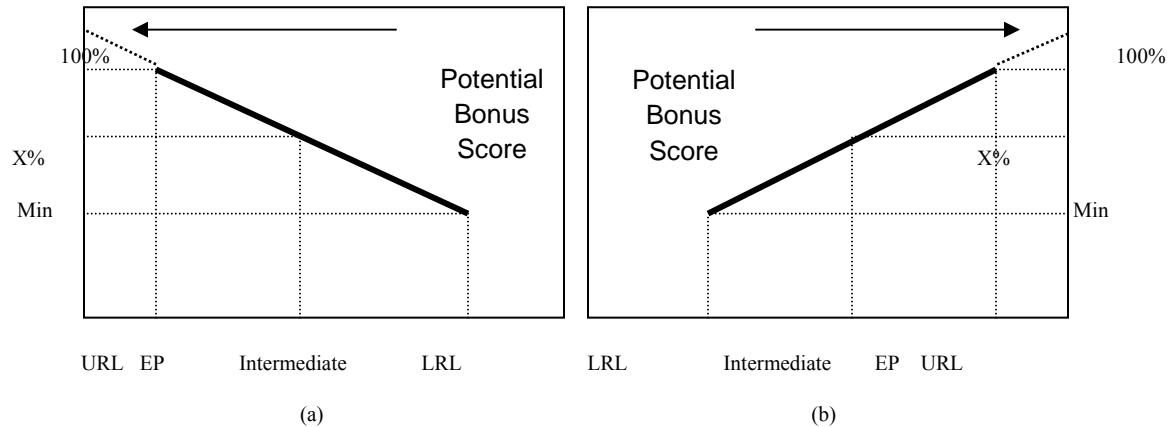 100%
Potential
Bonus
Score
X%
Min
URL EP Intermediate LRL
(a)
Potential
Bonus
Score
100%
X%
Min
LRL Intermediate EP URL
(b)